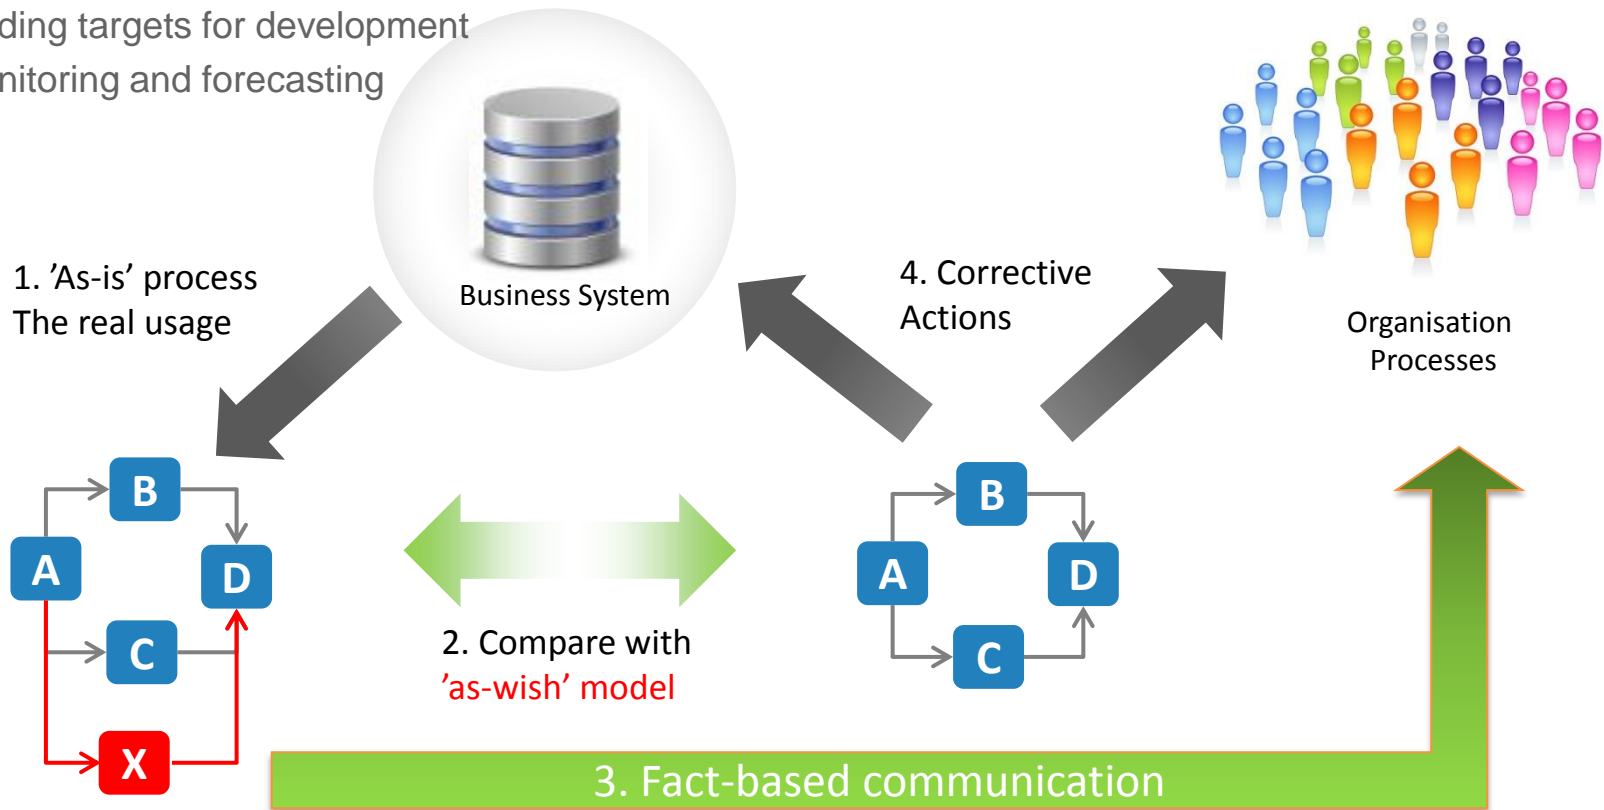 ding targets for development
nitoring and forecasting
Business System
1. ’As-is’ process
The real usage
4. Corrective
Actions
Organisation
Processes
B
A
D
C
X
2. Compare with
’as-wish’ model
B
A
D
C
3. Fact-based communication